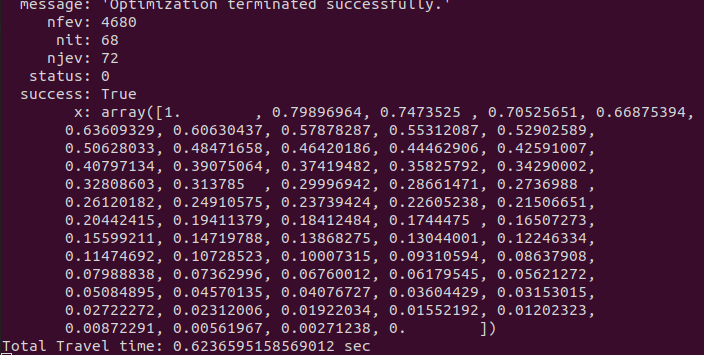 message: 'Optimization terminated successfully.'
nfev: 4680
nit: 68
njev: 72
status: 0
success: True
x: array([1.        , 0.79896964, 0.7473525 , 0.70525651, 0.66875394,
0.63609329, 0.60630437, 0.57878287, 0.55312087, 0.52902589,
0.50628033, 0.48471658, 0.46420186, 0.44462906, 0.42591007,
0.40797134, 0.39075064, 0.37419482, 0.35825792, 0.34290002,
0.32808603, 0.313785  , 0.29996942, 0.28661471, 0.2736988 ,
0.26120182, 0.24910575, 0.23739424, 0.22605238, 0.21506651,
0.20442415, 0.19411379, 0.18412484, 0.1744475 , 0.16507273,
0.15599211, 0.14719788, 0.13868275, 0.13044001, 0.12246334,
0.11474692, 0.10728523, 0.10007315, 0.09310594, 0.08637908,
0.07988838, 0.07362996, 0.06760012, 0.06179545, 0.05621272,
0.05084895, 0.04570135, 0.04076727, 0.03604429, 0.03153015,
0.02722272, 0.02312006, 0.01922034, 0.01552192, 0.01202323,
0.00872291, 0.00561967, 0.00271238, 0.        ])
Total Travel time: 0.6236595158569012 sec